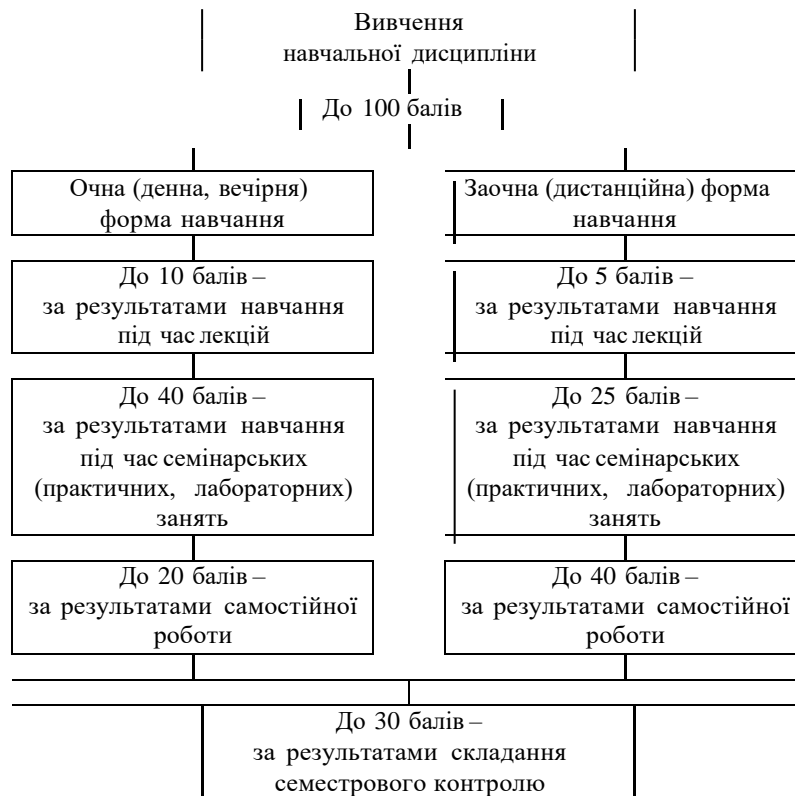 Вивчення
навчальної дисципліни
До 100 балів
Очна (денна, вечірня)
форма навчання
Заочна (дистанційна) форма
навчання
До 10 балів –
за результатами навчання
під час лекцій
До 5 балів –
за результатами навчання
під час лекцій
До 40 балів –
за результатами навчання
під час семінарських
(практичних, лабораторних)
занять
До 25 балів –
за результатами навчання
під час семінарських
(практичних, лабораторних)
занять
До 20 балів –
за результатами самостійної
роботи
До 40 балів –
за результатами самостійної
роботи
До 30 балів –
за результатами складання
семестрового контролю